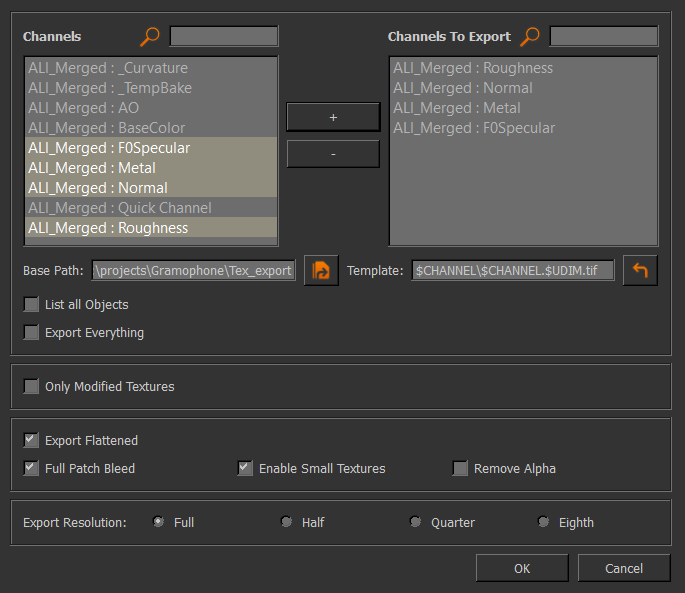 Channels
Channels To Export
ALI_Merged : _Curvature
ALI_Merged : _TempBake
ALI_Merged : AO
ALI_Merged : BaseColor
ALI_Merged : F0Specular
ALI_Merged : Metal
ALI_Merged : Normal
ALI_Merged : Quick Channel
ALI_Merged : Roughness
+
-
ALI_Merged : Roughness
ALI_Merged : Normal
ALI_Merged : Metal
ALI_Merged : F0Specular
Base Path: \projects\Gramophone\Tex_export
Template: $CHANNEL\$CHANNEL.$UDIM.tif
List all Objects
Export Everything
Only Modified Textures
Export Flattened
Full Patch Bleed
Enable Small Textures
Remove Alpha
Export Resolution: Full Half Quarter Eighth
OK
Cancel